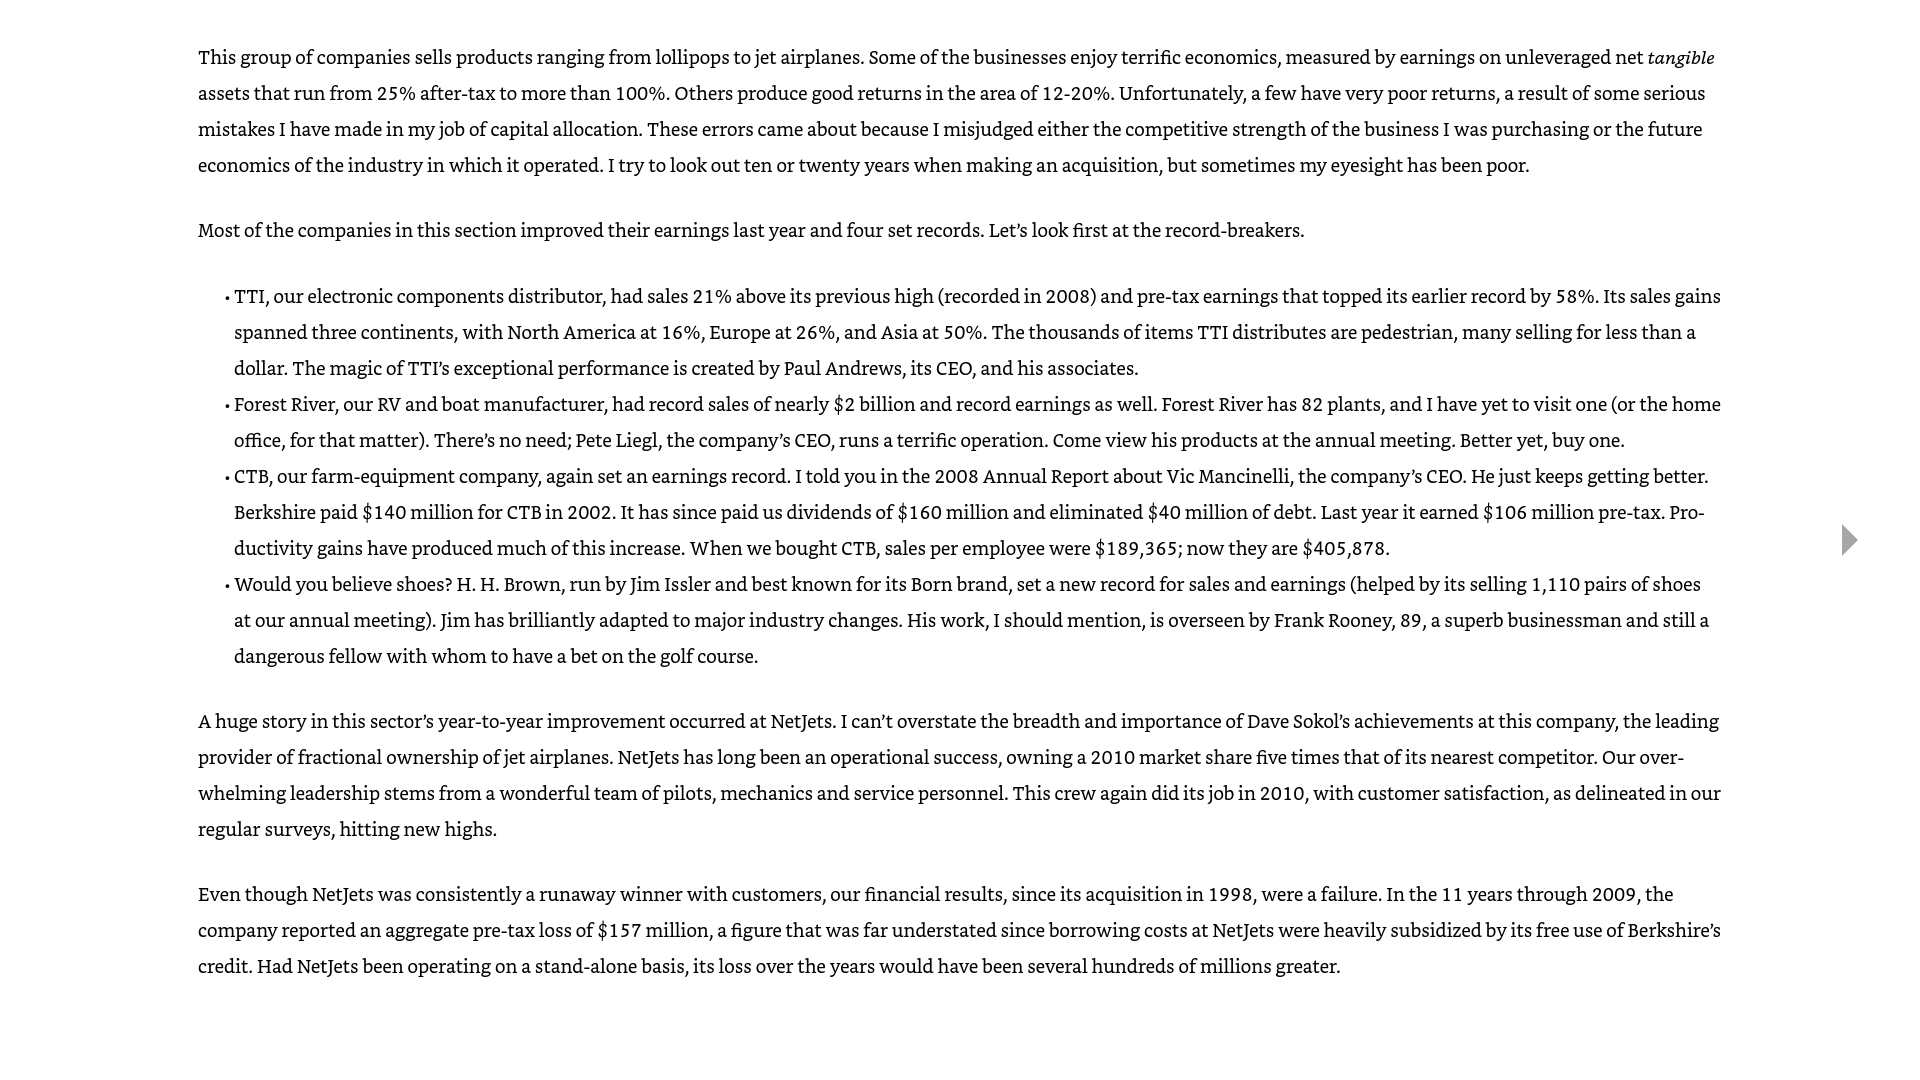 This group of companies sells products ranging from lollipops to jet airplanes. Some of the businesses enjoy terrific economics, measured by earnings on unleveraged net tangible
assets that run from 25% after-tax to more than 100%. Others produce good returns in the area of 12-20%. Unfortunately, a few have very poor returns, a result of some serious
mistakes I have made in my job of capital allocation. These errors came about because I misjudged either the competitive strength of the business I was purchasing or the future
economics of the industry in which it operated. I try to look out ten or twenty years when making an acquisition, but sometimes my eyesight has been poor.
Most of the companies in this section improved their earnings last year and four set records. Let’s look first at the record-breakers.
• TTI, our electronic components distributor, had sales 21% above its previous high (recorded in 2008) and pre-tax earnings that topped its earlier record by 58%. Its sales gains
spanned three continents, with North America at 16%, Europe at 26%, and Asia at 50%. The thousands of items TTI distributes are pedestrian, many selling for less than a
dollar. The magic of TTI’s exceptional performance is created by Paul Andrews, its CEO, and his associates.
• Forest River, our RV and boat manufacturer, had record sales of nearly $2 billion and record earnings as well. Forest River has 82 plants, and I have yet to visit one (or the home
office, for that matter). There’s no need; Pete Liegl, the company’s CEO, runs a terrific operation. Come view his products at the annual meeting. Better yet, buy one.
• CTB, our farm-equipment company, again set an earnings record. I told you in the 2008 Annual Report about Vic Mancinelli, the company’s CEO. He just keeps getting better.
Berkshire paid $140 million for CTB in 2002. It has since paid us dividends of $160 million and eliminated $40 million of debt. Last year it earned $106 million pre-tax. Pro-
ductivity gains have produced much of this increase. When we bought CTB, sales per employee were $189,365; now they are $405,878.
• Would you believe shoes? H. H. Brown, run by Jim Issler and best known for its Born brand, set a new record for sales and earnings (helped by its selling 1,110 pairs of shoes
at our annual meeting). Jim has brilliantly adapted to major industry changes. His work, I should mention, is overseen by Frank Rooney, 89, a superb businessman and still a
dangerous fellow with whom to have a bet on the golf course.
A huge story in this sector’s year-to-year improvement occurred at NetJets. I can’t overstate the breadth and importance of Dave Sokol’s achievements at this company, the leading
provider of fractional ownership of jet airplanes. NetJets has long been an operational success, owning a 2010 market share five times that of its nearest competitor. Our over-
whelming leadership stems from a wonderful team of pilots, mechanics and service personnel. This crew again did its job in 2010, with customer satisfaction, as delineated in our
regular surveys, hitting new highs.
Even though NetJets was consistently a runaway winner with customers, our financial results, since its acquisition in 1998, were a failure. In the 11 years through 2009, the
company reported an aggregate pre-tax loss of $157 million, a figure that was far understated since borrowing costs at NetJets were heavily subsidized by its free use of Berkshire’s
credit. Had NetJets been operating on a stand-alone basis, its loss over the years would have been several hundreds of millions greater.